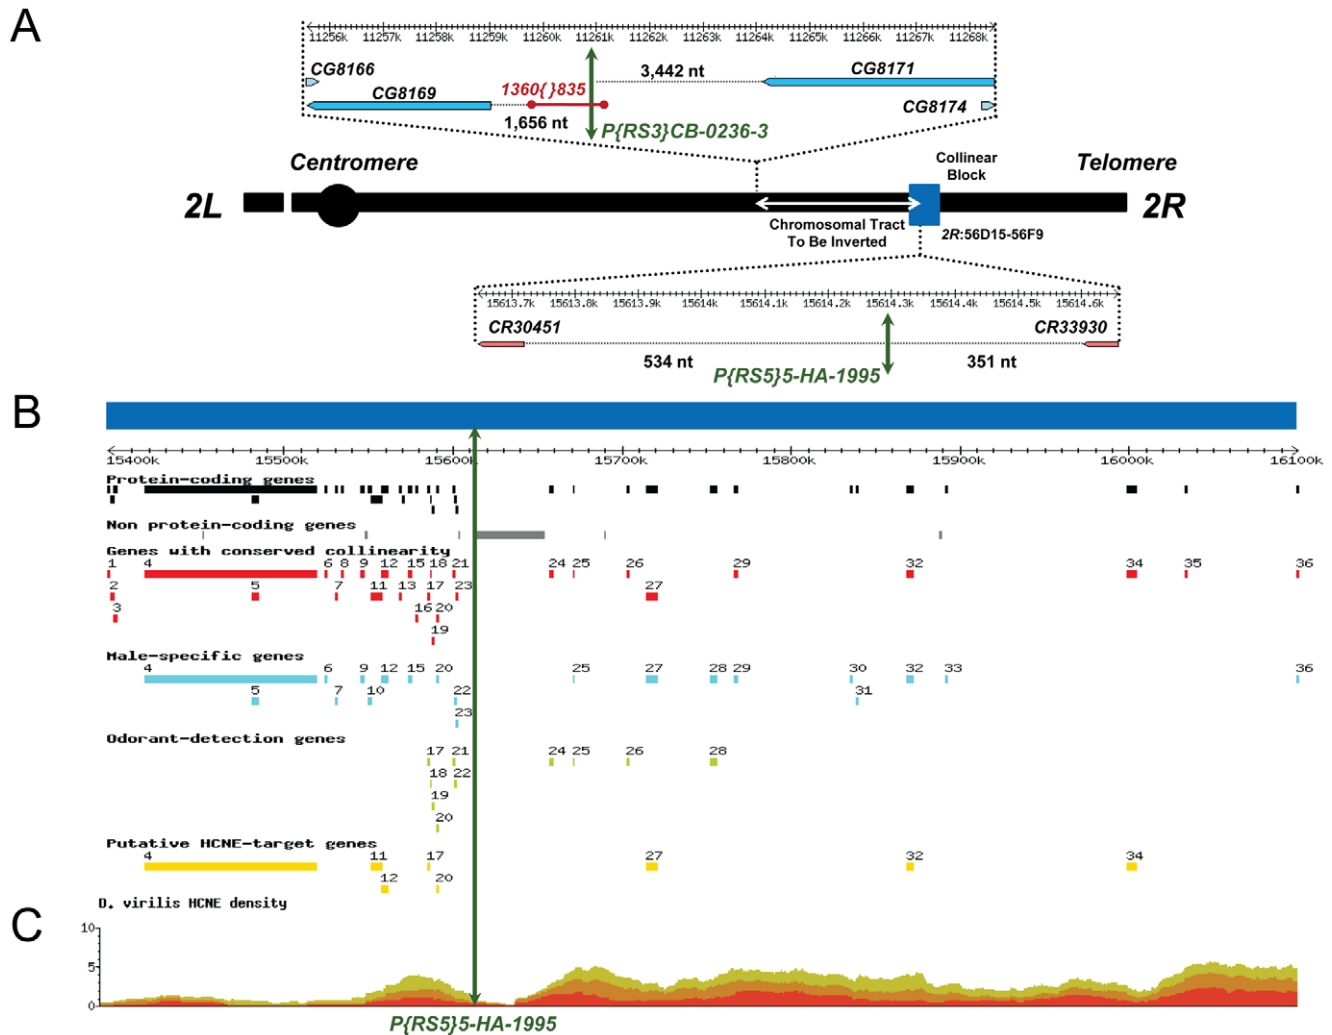 A
11256k 11257k 11258k 11259k 11260k 11261k 11262k 11263k 11264k 11265k 11266k 11267k 11268k
CG8166
3,442 nt
CG8171
CG8169
1360{}835
CG8174
1,656 nt
P{RS3}CB-0236-3
Centromere
Collinear
Block
Telomere
2L
2R
Chromosomal Tract
To Be Inverted
2R:56D15-56F9
15613.7k 15613.8k 15613.9k 15614k 15614.1k 15614.2k 15614.3k 15614.4k 15614.5k 15614.6k
CR30451
CR33930
534 nt
351 nt
P{RS5}5-HA-1995
B
15400k 15500k 15600k 15700k 15800k 15900k 16000k 16100k
Protein-coding genes
Non protein-coding genes
Genes with conserved collinearity
1 4 6 8 9 12 15 18 21 24 25 26 29 32 34 35 36
2 5 7 11 13 17 23 27
3 16 20
19
Male-specific genes
4 6 9 12 15 20 25 27 28 29 30 32 33 36
5 7 10 22 31
23
Odorant-detection genes
17 21 24 25 26 28
18 22
19
20
Putative HCNE-target genes
4 11 17 27 32 34
12 20
D. virilis HCNE density
C
10
5
0
P{RS5}5-HA-1995